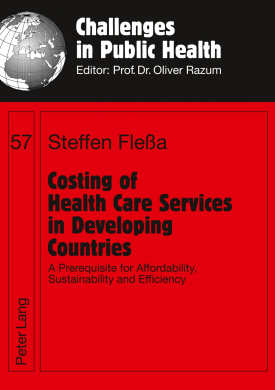 Challenges
in Public Health
Editor: Prof. Dr. Oliver Razum
57
Steffen Fleßa
Costing of
Health Care Services
in Developing
Countries
A Prerequisite for Affordability,
Sustainability and Efficiency
Peter Lang